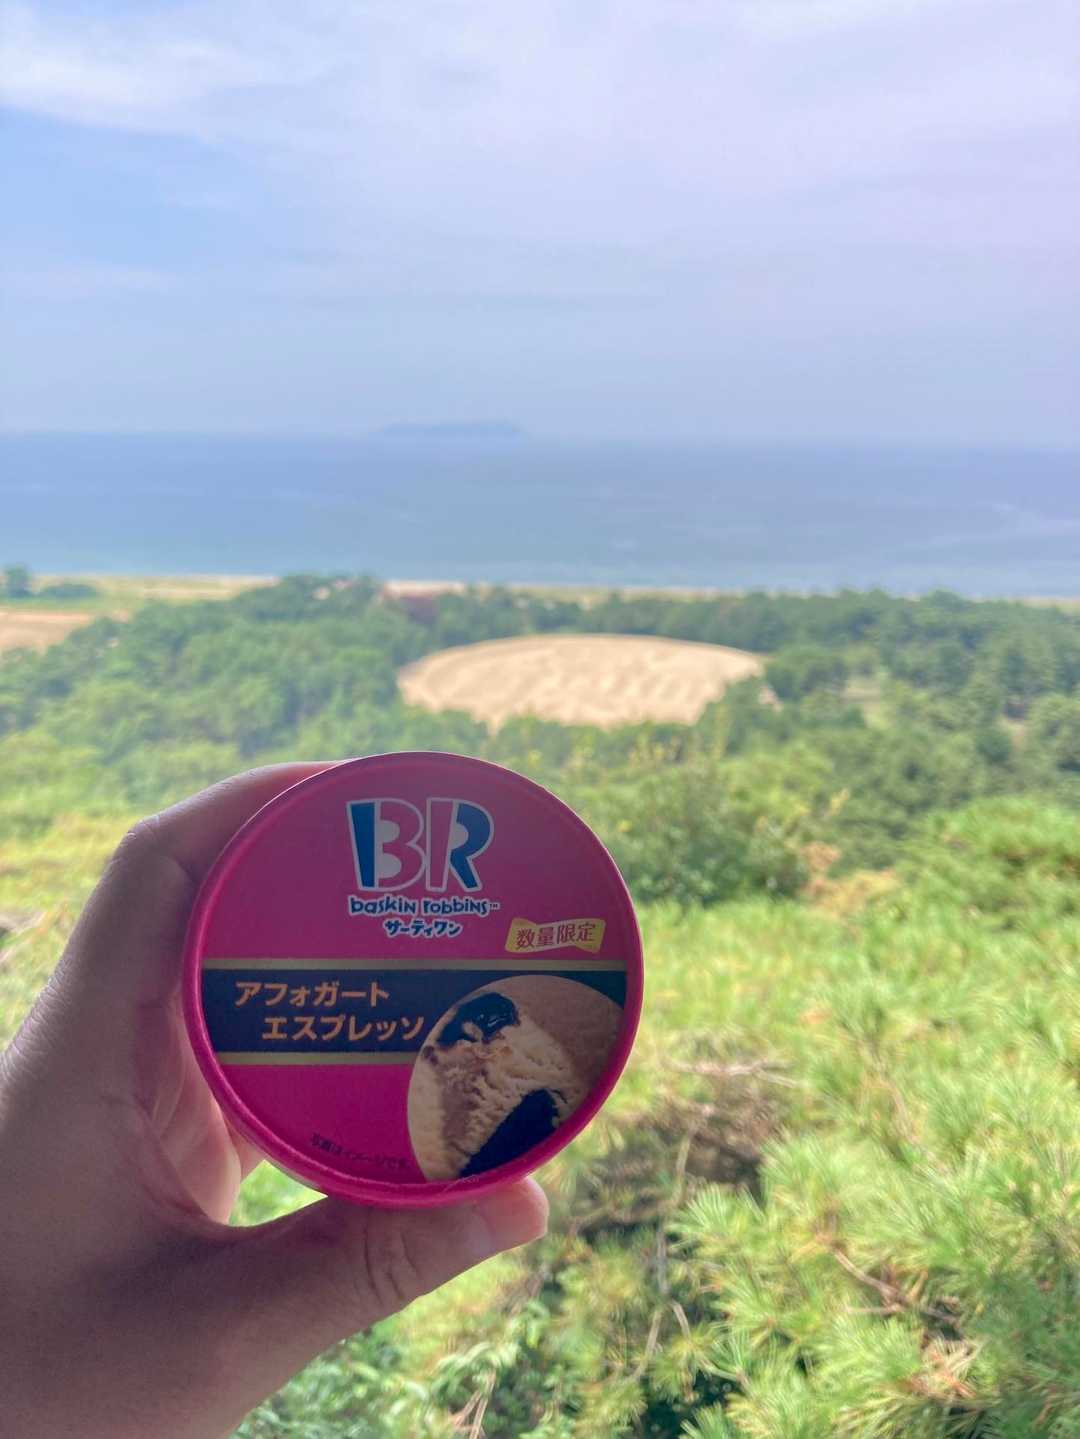 BR
baskin robbins™
サーティワン
数量限定
アフォガート
エスプレッソ
写真はイメージです。